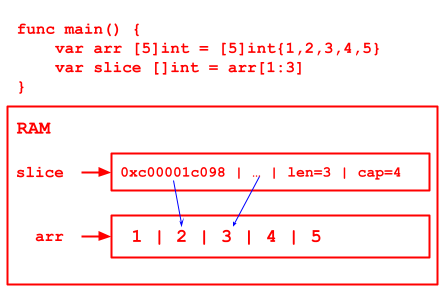 func main() {
    var arr [5]int = [5]int{1,2,3,4,5}
    var slice []int = arr[1:3]
}
RAM
slice 0xc00001c098 | … | len=3 | cap=4
arr 1 | 2 | 3 | 4 | 5